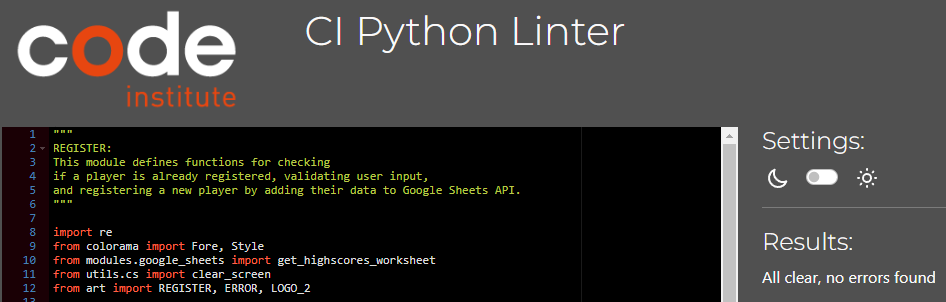 code
institute
CI Python Linter
1 """
2 REGISTER:
3 This module defines functions for checking
4 if a player is already registered, validating user input,
5 and registering a new player by adding their data to Google Sheets API.
6 """
7
8 import re
9 from colorama import Fore, Style
10 from modules.google_sheets import get_highscores_worksheet
11 from utils.cs import clear_screen
12 from art import REGISTER, ERROR, LOGO_2
13
Settings:
Results:
All clear, no errors found